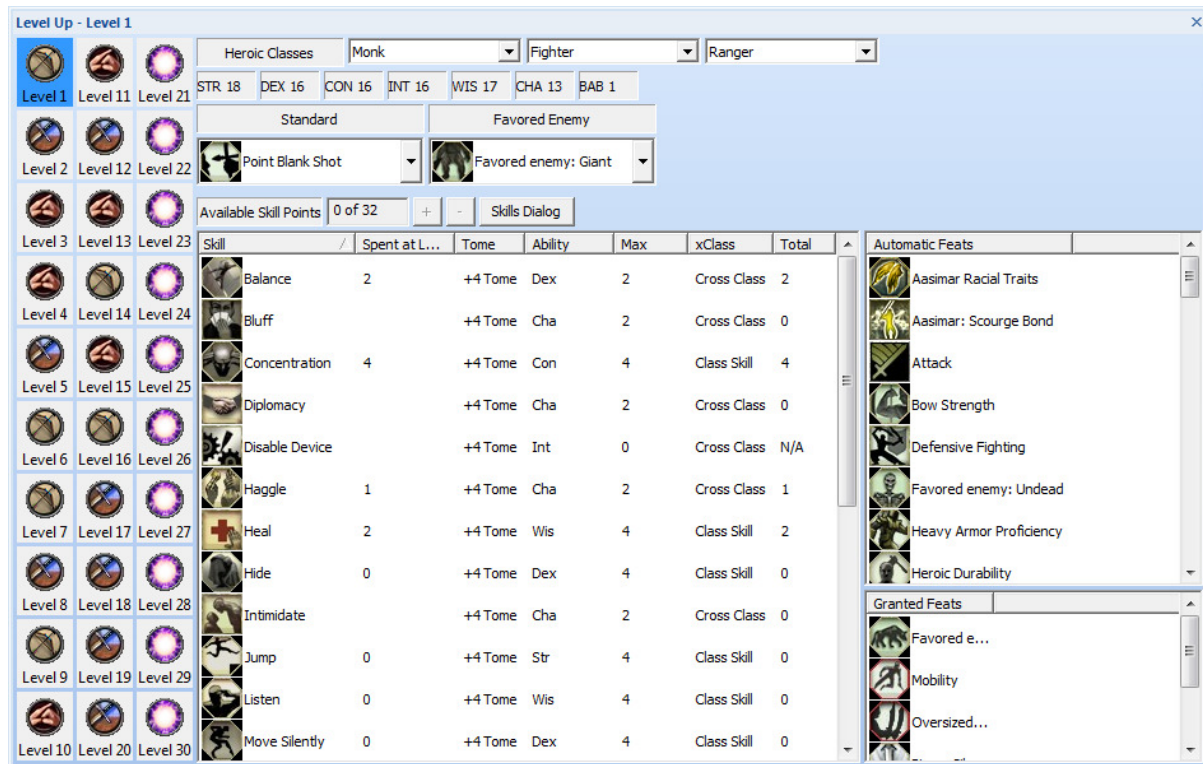 Level Up - Level 1
Level 1 Level 11 Level 21
Level 2 Level 12 Level 22
Level 3 Level 13 Level 23
Level 4 Level 14 Level 24
Level 5 Level 15 Level 25
Level 6 Level 16 Level 26
Level 7 Level 17 Level 27
Level 8 Level 18 Level 28
Level 9 Level 19 Level 29
Level 10 Level 20 Level 30
Heroic Classes Monk Fighter Ranger
STR 18 DEX 16 CON 16 INT 16 WIS 17 CHA 13 BAB 1
Standard Favored Enemy
Point Blank Shot Favored enemy: Giant
Available Skill Points 0 of 32 + - Skills Dialog
Skill Spent at L... Tome Ability Max xClass Total
Balance 2 +4 Tome Dex 2 Cross Class 2
Bluff +4 Tome Cha 2 Cross Class 0
Concentration 4 +4 Tome Con 4 Class Skill 4
Diplomacy +4 Tome Cha 2 Cross Class 0
Disable Device +4 Tome Int 0 Cross Class N/A
Haggle 1 +4 Tome Cha 2 Cross Class 1
Heal 2 +4 Tome Wis 4 Class Skill 2
Hide 0 +4 Tome Dex 4 Class Skill 0
Intimidate +4 Tome Cha 2 Cross Class 0
Jump 0 +4 Tome Str 4 Class Skill 0
Listen 0 +4 Tome Wis 4 Class Skill 0
Move Silently 0 +4 Tome Dex 4 Class Skill 0
Automatic Feats
Aasimar Racial Traits
Aasimar: Scourge Bond
Attack
Bow Strength
Defensive Fighting
Favored enemy: Undead
Heavy Armor Proficiency
Heroic Durability
Granted Feats
Favored e...
Mobility
Oversized...